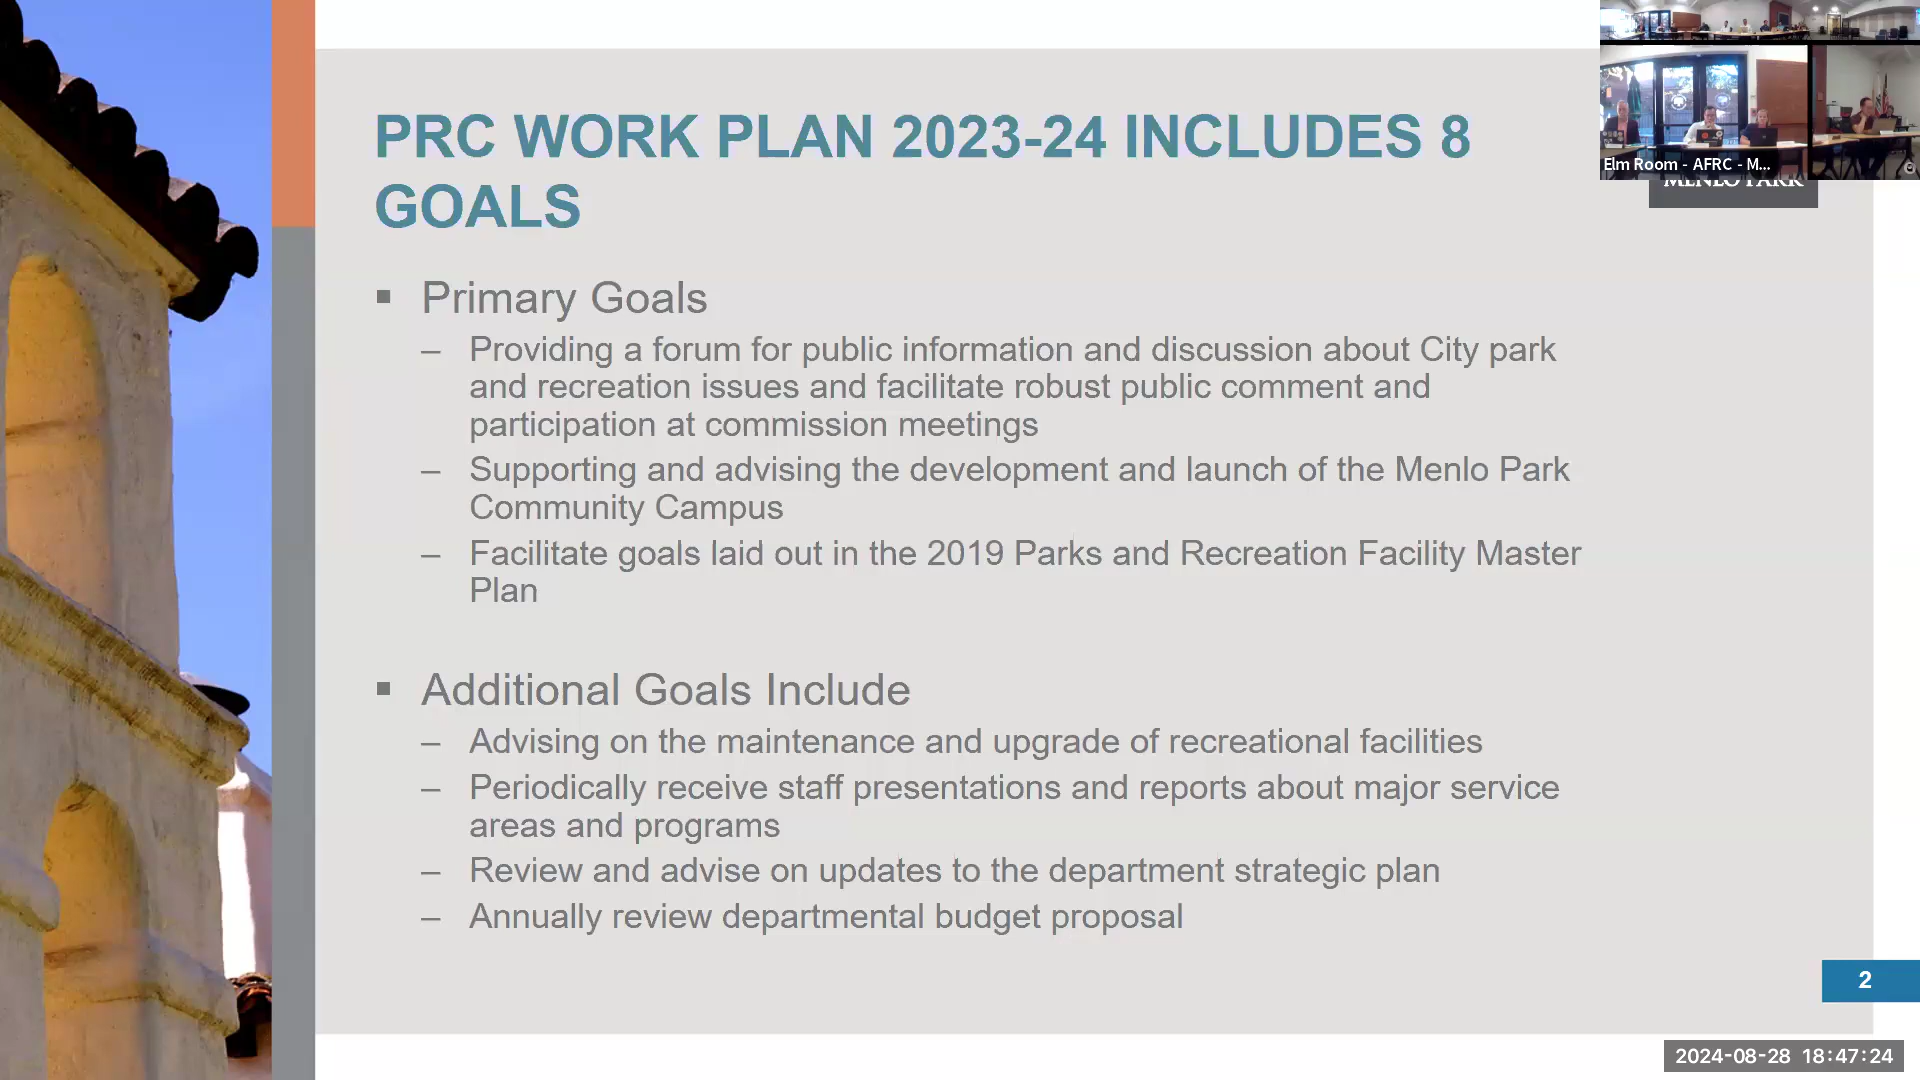 PRC WORK PLAN 2023-24 INCLUDES 8
GOALS
Elm Room - AFRC - M...
MENLO PARK
▪ Primary Goals
– Providing a forum for public information and discussion about City park
and recreation issues and facilitate robust public comment and
participation at commission meetings
– Supporting and advising the development and launch of the Menlo Park
Community Campus
– Facilitate goals laid out in the 2019 Parks and Recreation Facility Master
Plan
▪ Additional Goals Include
– Advising on the maintenance and upgrade of recreational facilities
– Periodically receive staff presentations and reports about major service
areas and programs
– Review and advise on updates to the department strategic plan
– Annually review departmental budget proposal
2
2024-08-28 18:47:24